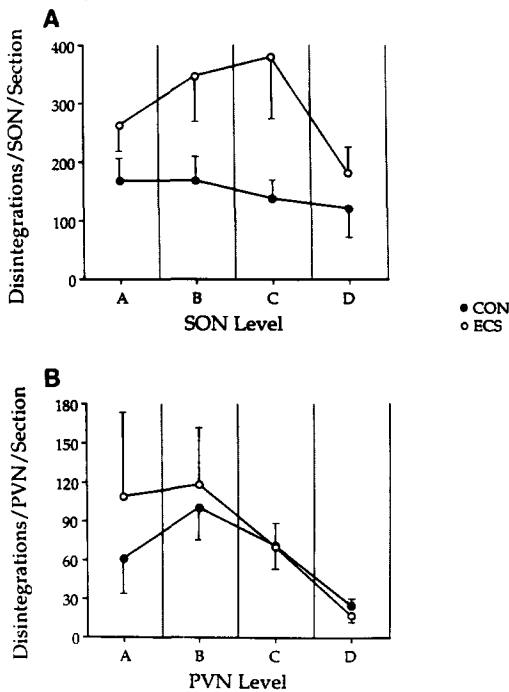 A
Disintegrations/SON/Section
400
300
200
100
0
A B C D
SON Level
● CON
○ ECS
B
Disintegrations/PVN/Section
180
150
120
90
60
30
0
A B C D
PVN Level